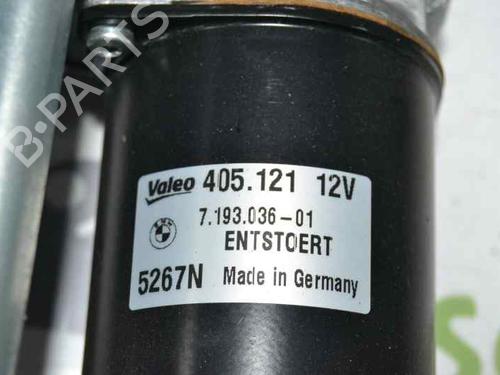 B-PARTS
Valeo 405.121 12V
7.193.036-01
ENTSTOERT
5267N Made in Germany